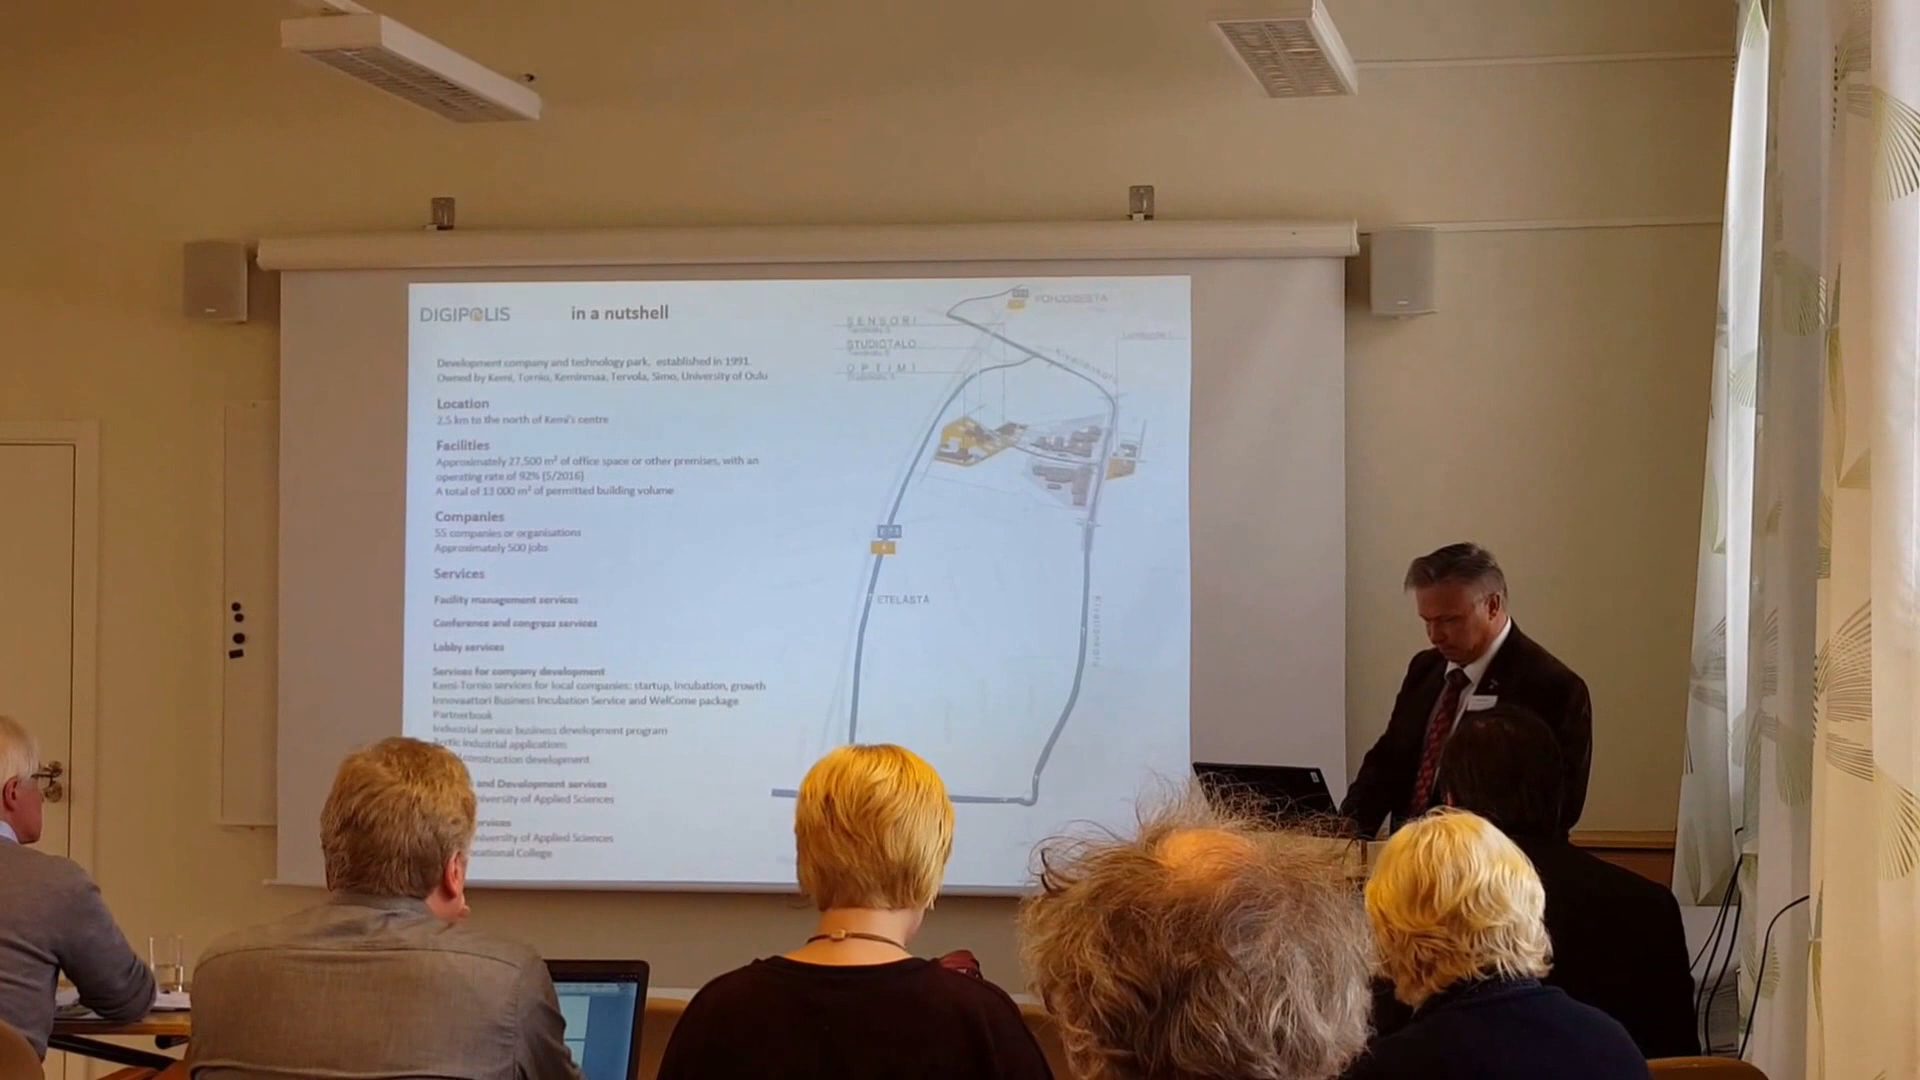 DIGIPOLIS in a nutshell
Development company and technology park, established in 1991.
Owned by Kemi, Tornio, Keminmaa, Tervola, Simo, University of Oulu
Location
2.5 km to the north of Kemi's centre
Facilities
Approximately 27,500 m² of office space or other premises, with an
operating rate of 92% (5/2016)
A total of 13 000 m² of permitted building volume
Companies
55 companies or organisations
Approximately 500 jobs
Services
Facility management services
Conference and congress services
Lobby services
Services for company development
Kemi-Tornio services for local companies: startup, incubation, growth
Innovaattori Business Incubation Service and WelCome package
Partnerbook
Industrial service business development program
Arctic industrial applications
construction development
and Development services
University of Applied Sciences
University of Applied Sciences
POHJOISESTA
SENSORI
STUDIOTALO
OPTIMI
ETELÄSTÄ